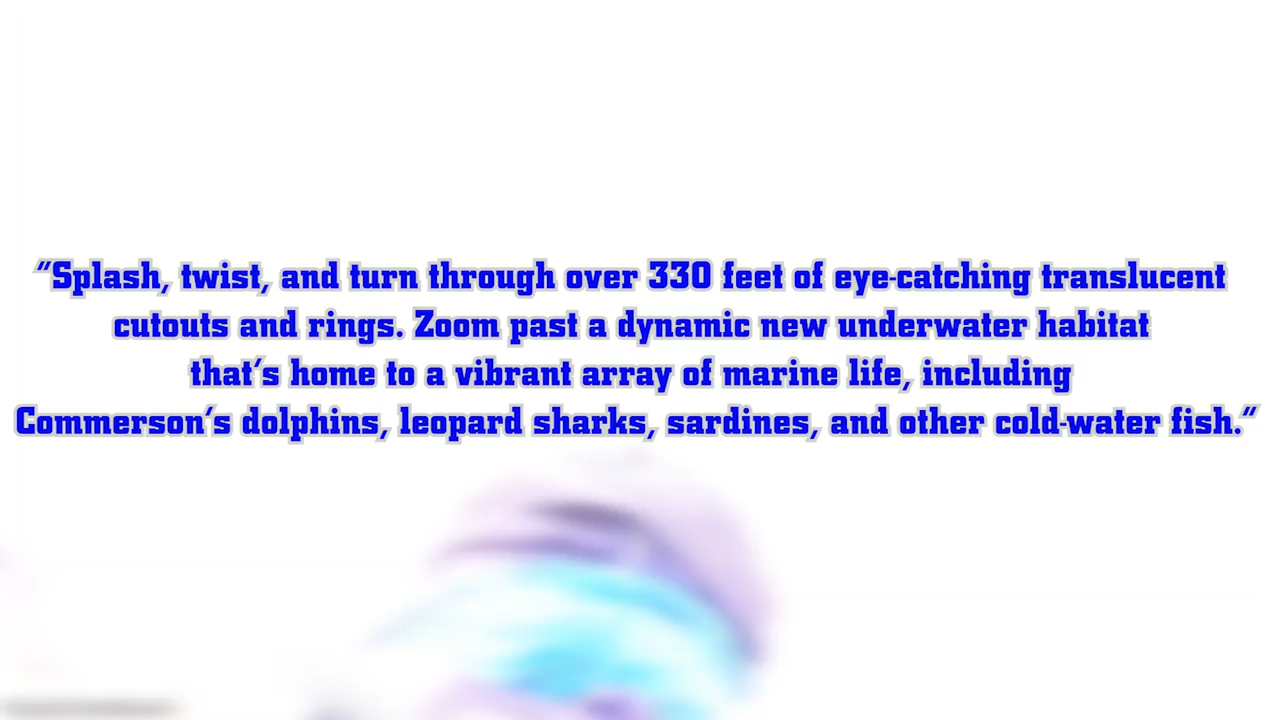 "Splash, twist, and turn through over 330 feet of eye-catching translucent
cutouts and rings. Zoom past a dynamic new underwater habitat
that's home to a vibrant array of marine life, including
Commerson's dolphins, leopard sharks, sardines, and other cold-water fish."